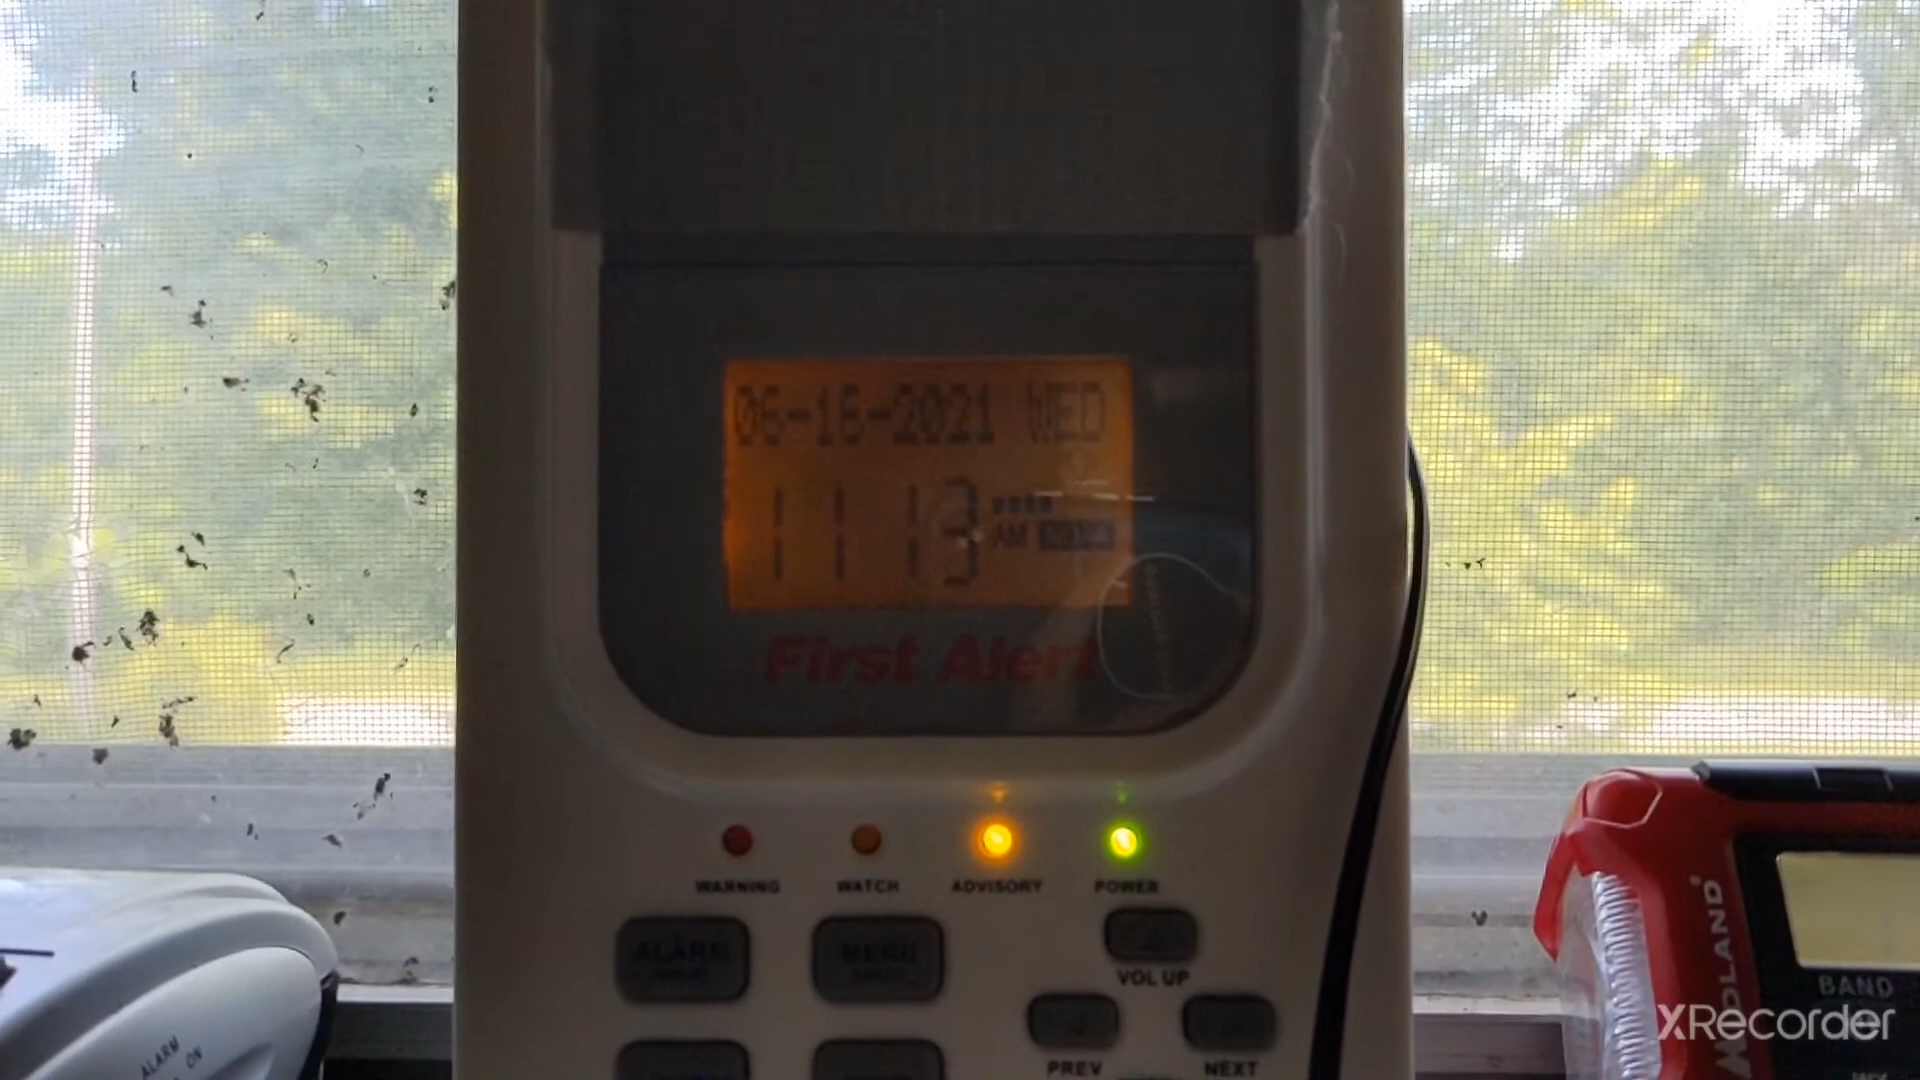 06-16-2021 WED
11 13
AM
First Alert
WARNING WATCH ADVISORY POWER
ALARM MENU
VOL UP
PREV NEXT
ALARM
ON
MIDLAND
BAND
XRecorder